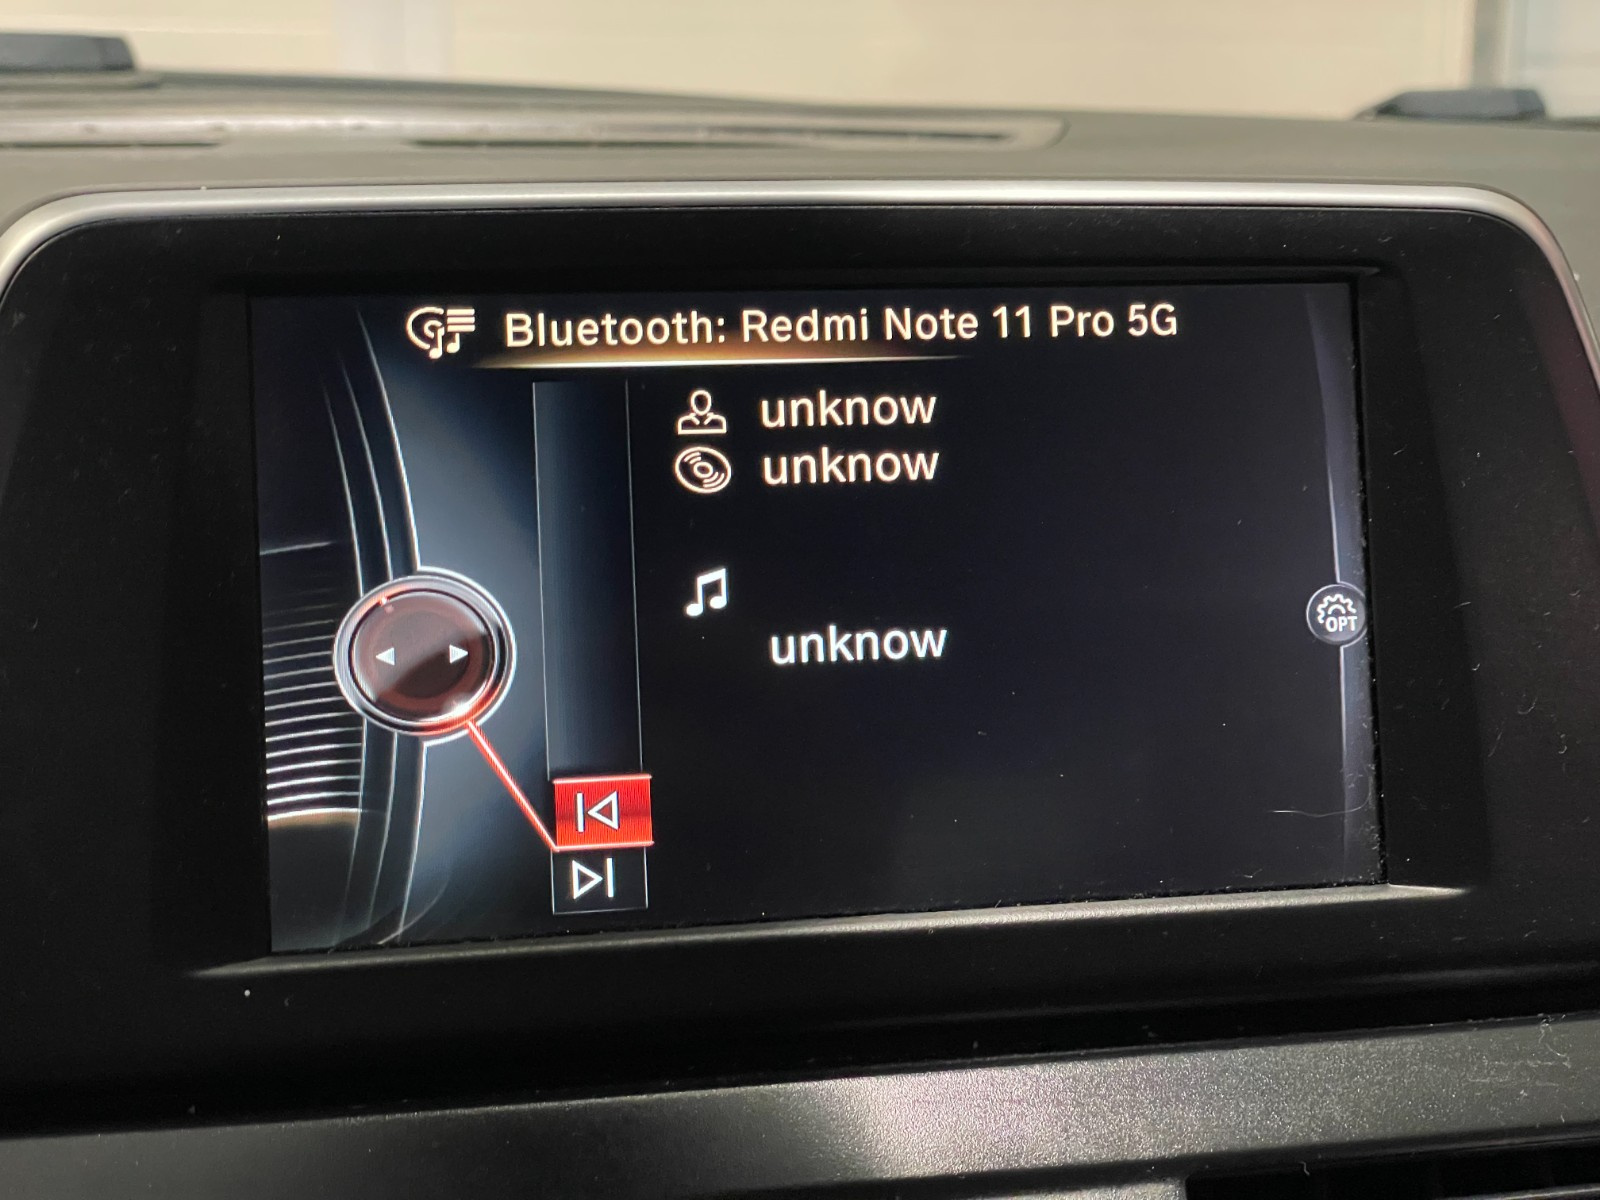 Bluetooth: Redmi Note 11 Pro 5G
unknow
unknow
unknow
OPT